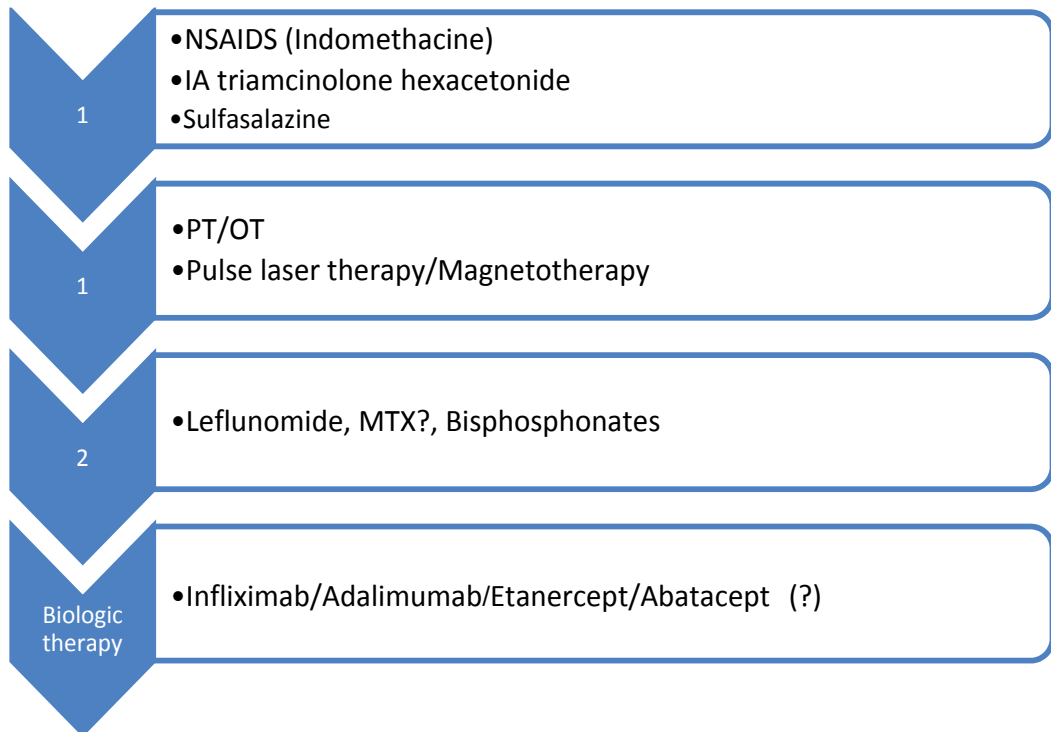 1
•NSAIDS (Indomethacine)
•IA triamcinolone hexacetonide
•Sulfasalazine
1
•PT/OT
•Pulse laser therapy/Magnetotherapy
2
•Leflunomide, MTX?, Bisphosphonates
Biologic
therapy
•Infliximab/Adalimumab/Etanercept/Abatacept (?)